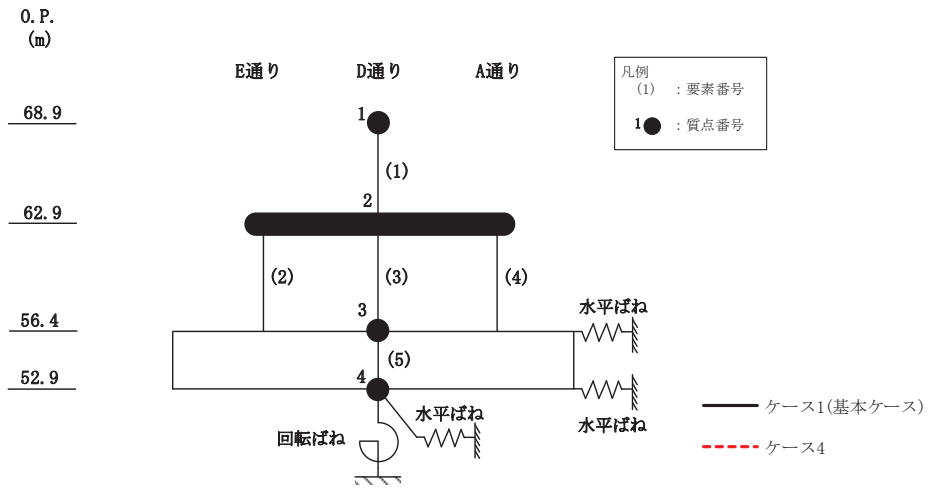 O.P.
(m)
E通り
D通り
A通り
凡例
(1) :要素番号
1 :質点番号
68.9
1
(1)
2
62.9
(2)
(3)
(4)
3
水平ばね
56.4
(5)
52.9
4
水平ばね
水平ばね
回転ばね
ケース1(基本ケース)
ケース4